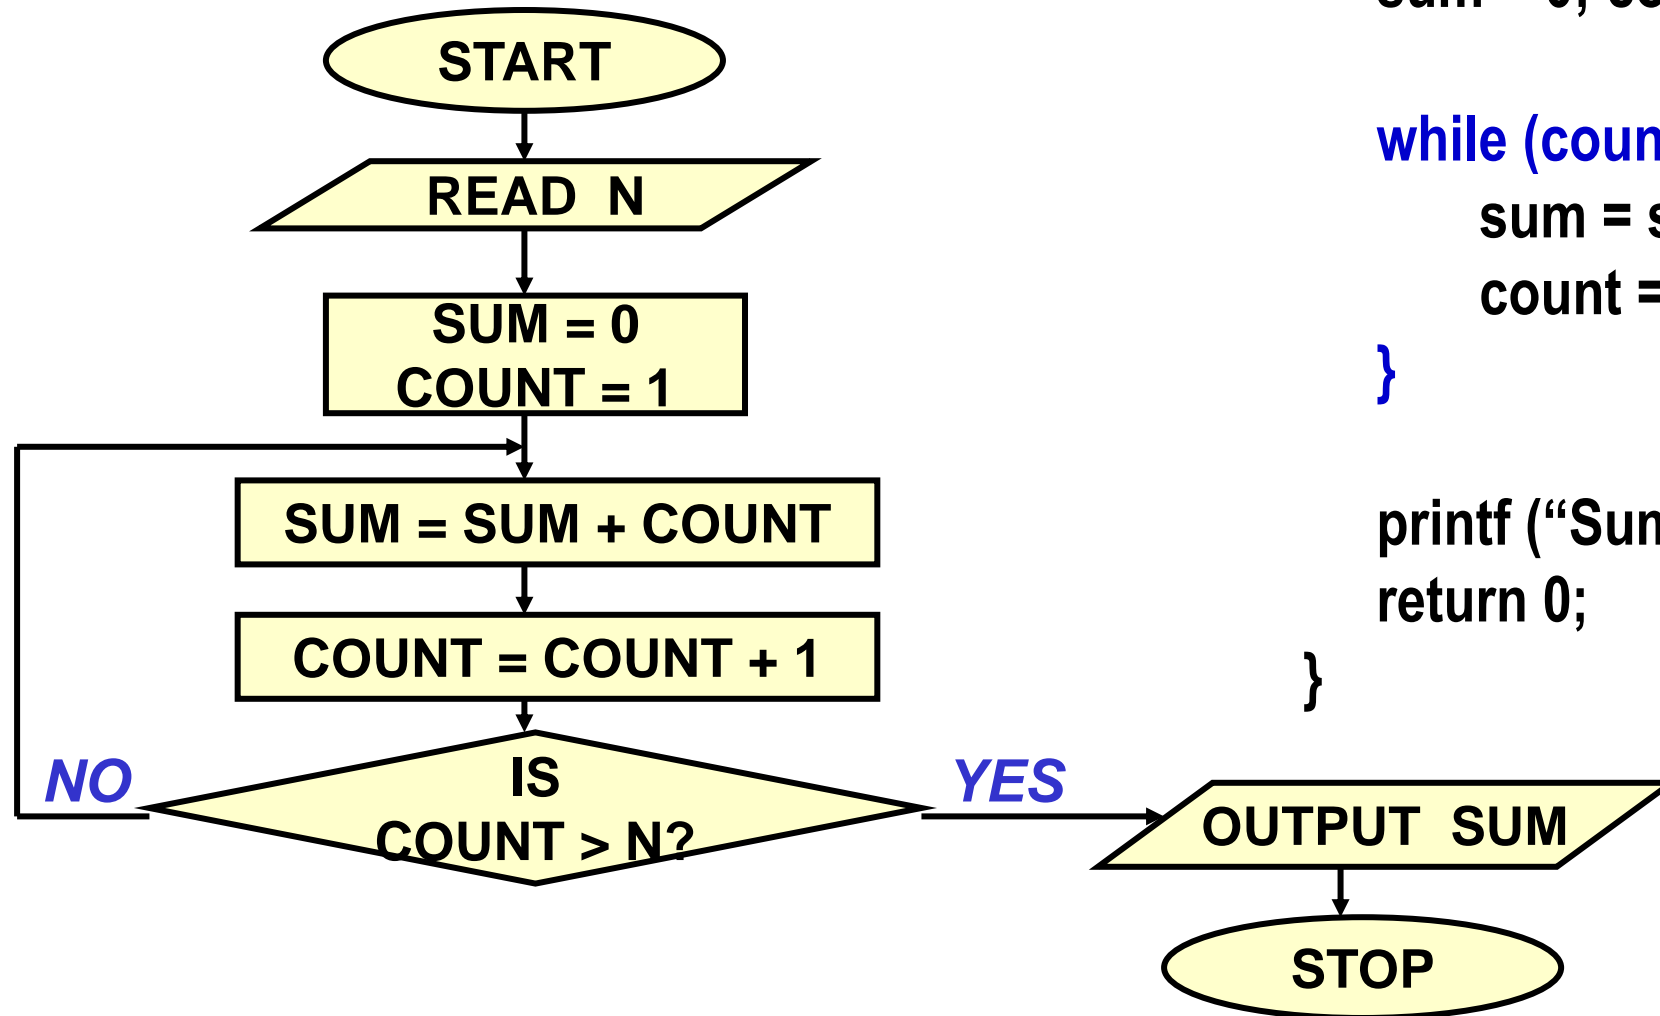 START
READ N
SUM = 0
COUNT = 1
SUM = SUM + COUNT
COUNT = COUNT + 1
IS
COUNT > N?
NO
YES
OUTPUT SUM
STOP
while (coun
sum = s
count =
}
printf (“Sum
return 0;
}